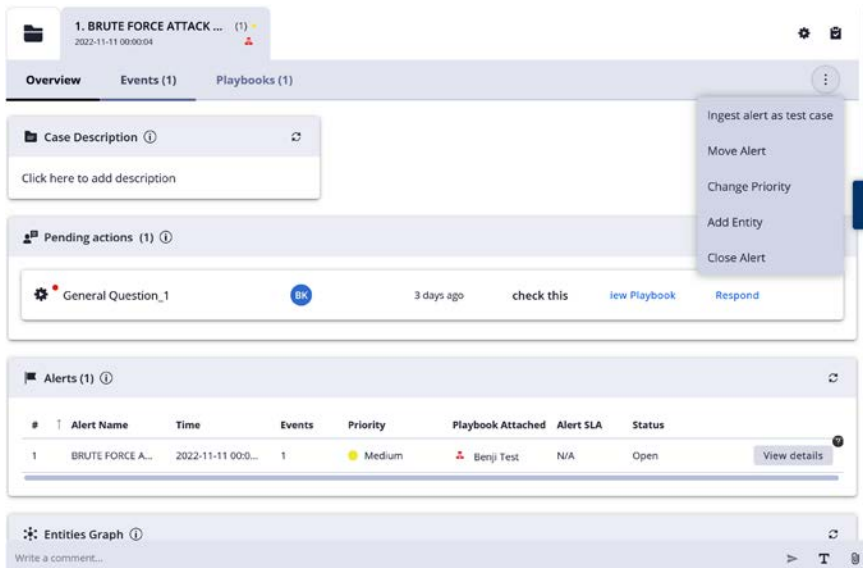 1. BRUTE FORCE ATTACK ... (1)
2022-11-11 00:00:04
Overview Events (1) Playbooks (1)
Ingest alert as test case
Move Alert
Change Priority
Add Entity
Close Alert
Case Description
Click here to add description
Pending actions (1)
General Question_1 BK 3 days ago check this iew Playbook Respond
Alerts (1)
# ↑ Alert Name Time Events Priority Playbook Attached Alert SLA Status
1 BRUTE FORCE A... 2022-11-11 00:0... 1 Medium Benji Test N/A Open View details
Entities Graph
Write a comment...